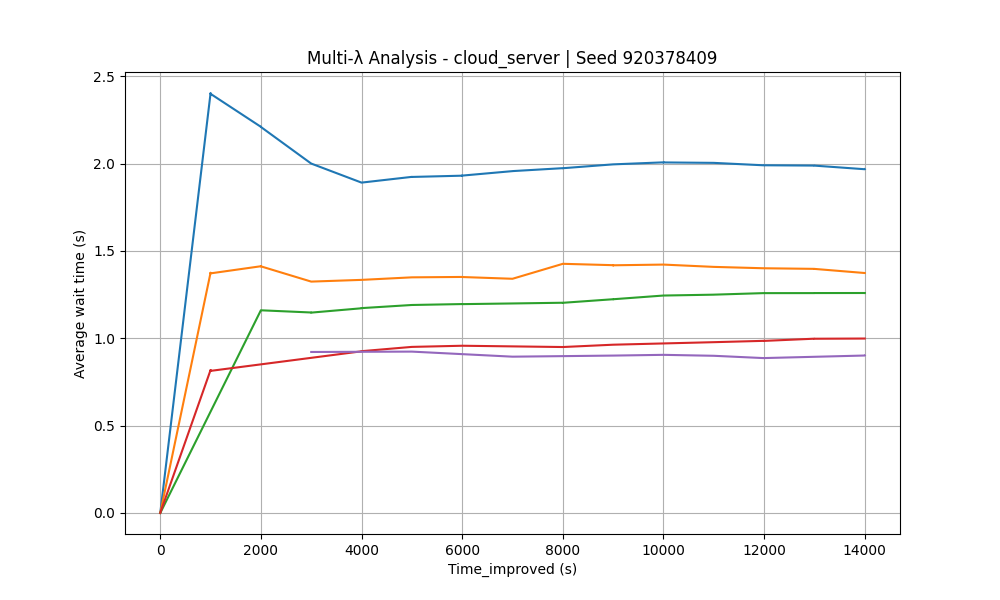 Multi-λ Analysis - cloud_server | Seed 920378409
2.5
2.0
1.5
1.0
0.5
0.0
Average wait time (s)
0 2000 4000 6000 8000 10000 12000 14000
Time_improved (s)